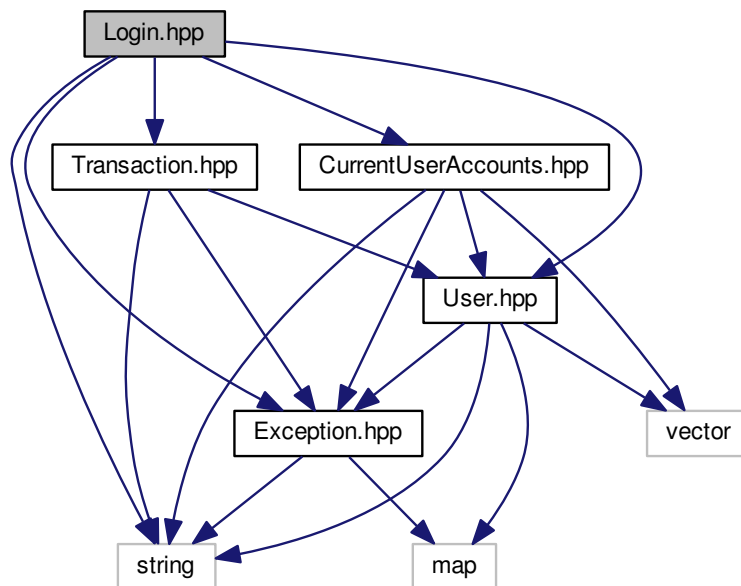 Login.hpp
Transaction.hpp
CurrentUserAccounts.hpp
User.hpp
Exception.hpp
vector
string
map